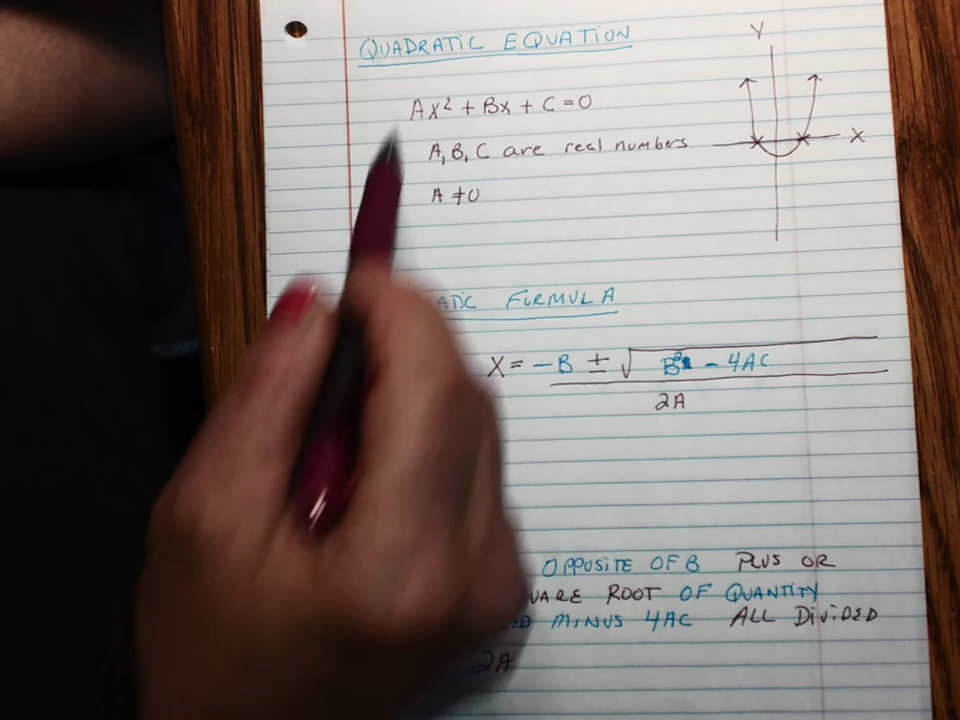 QUADRATIC EQUATION
Y
Ax² + Bx + C = 0
A, B, C are real numbers
X
A ≠ 0
FORMULA
X = -B ± √ B² - 4AC
2A
OPPOSITE OF B PLUS OR
ROOT OF QUANTITY
MINUS 4AC ALL DIVIDED
2A